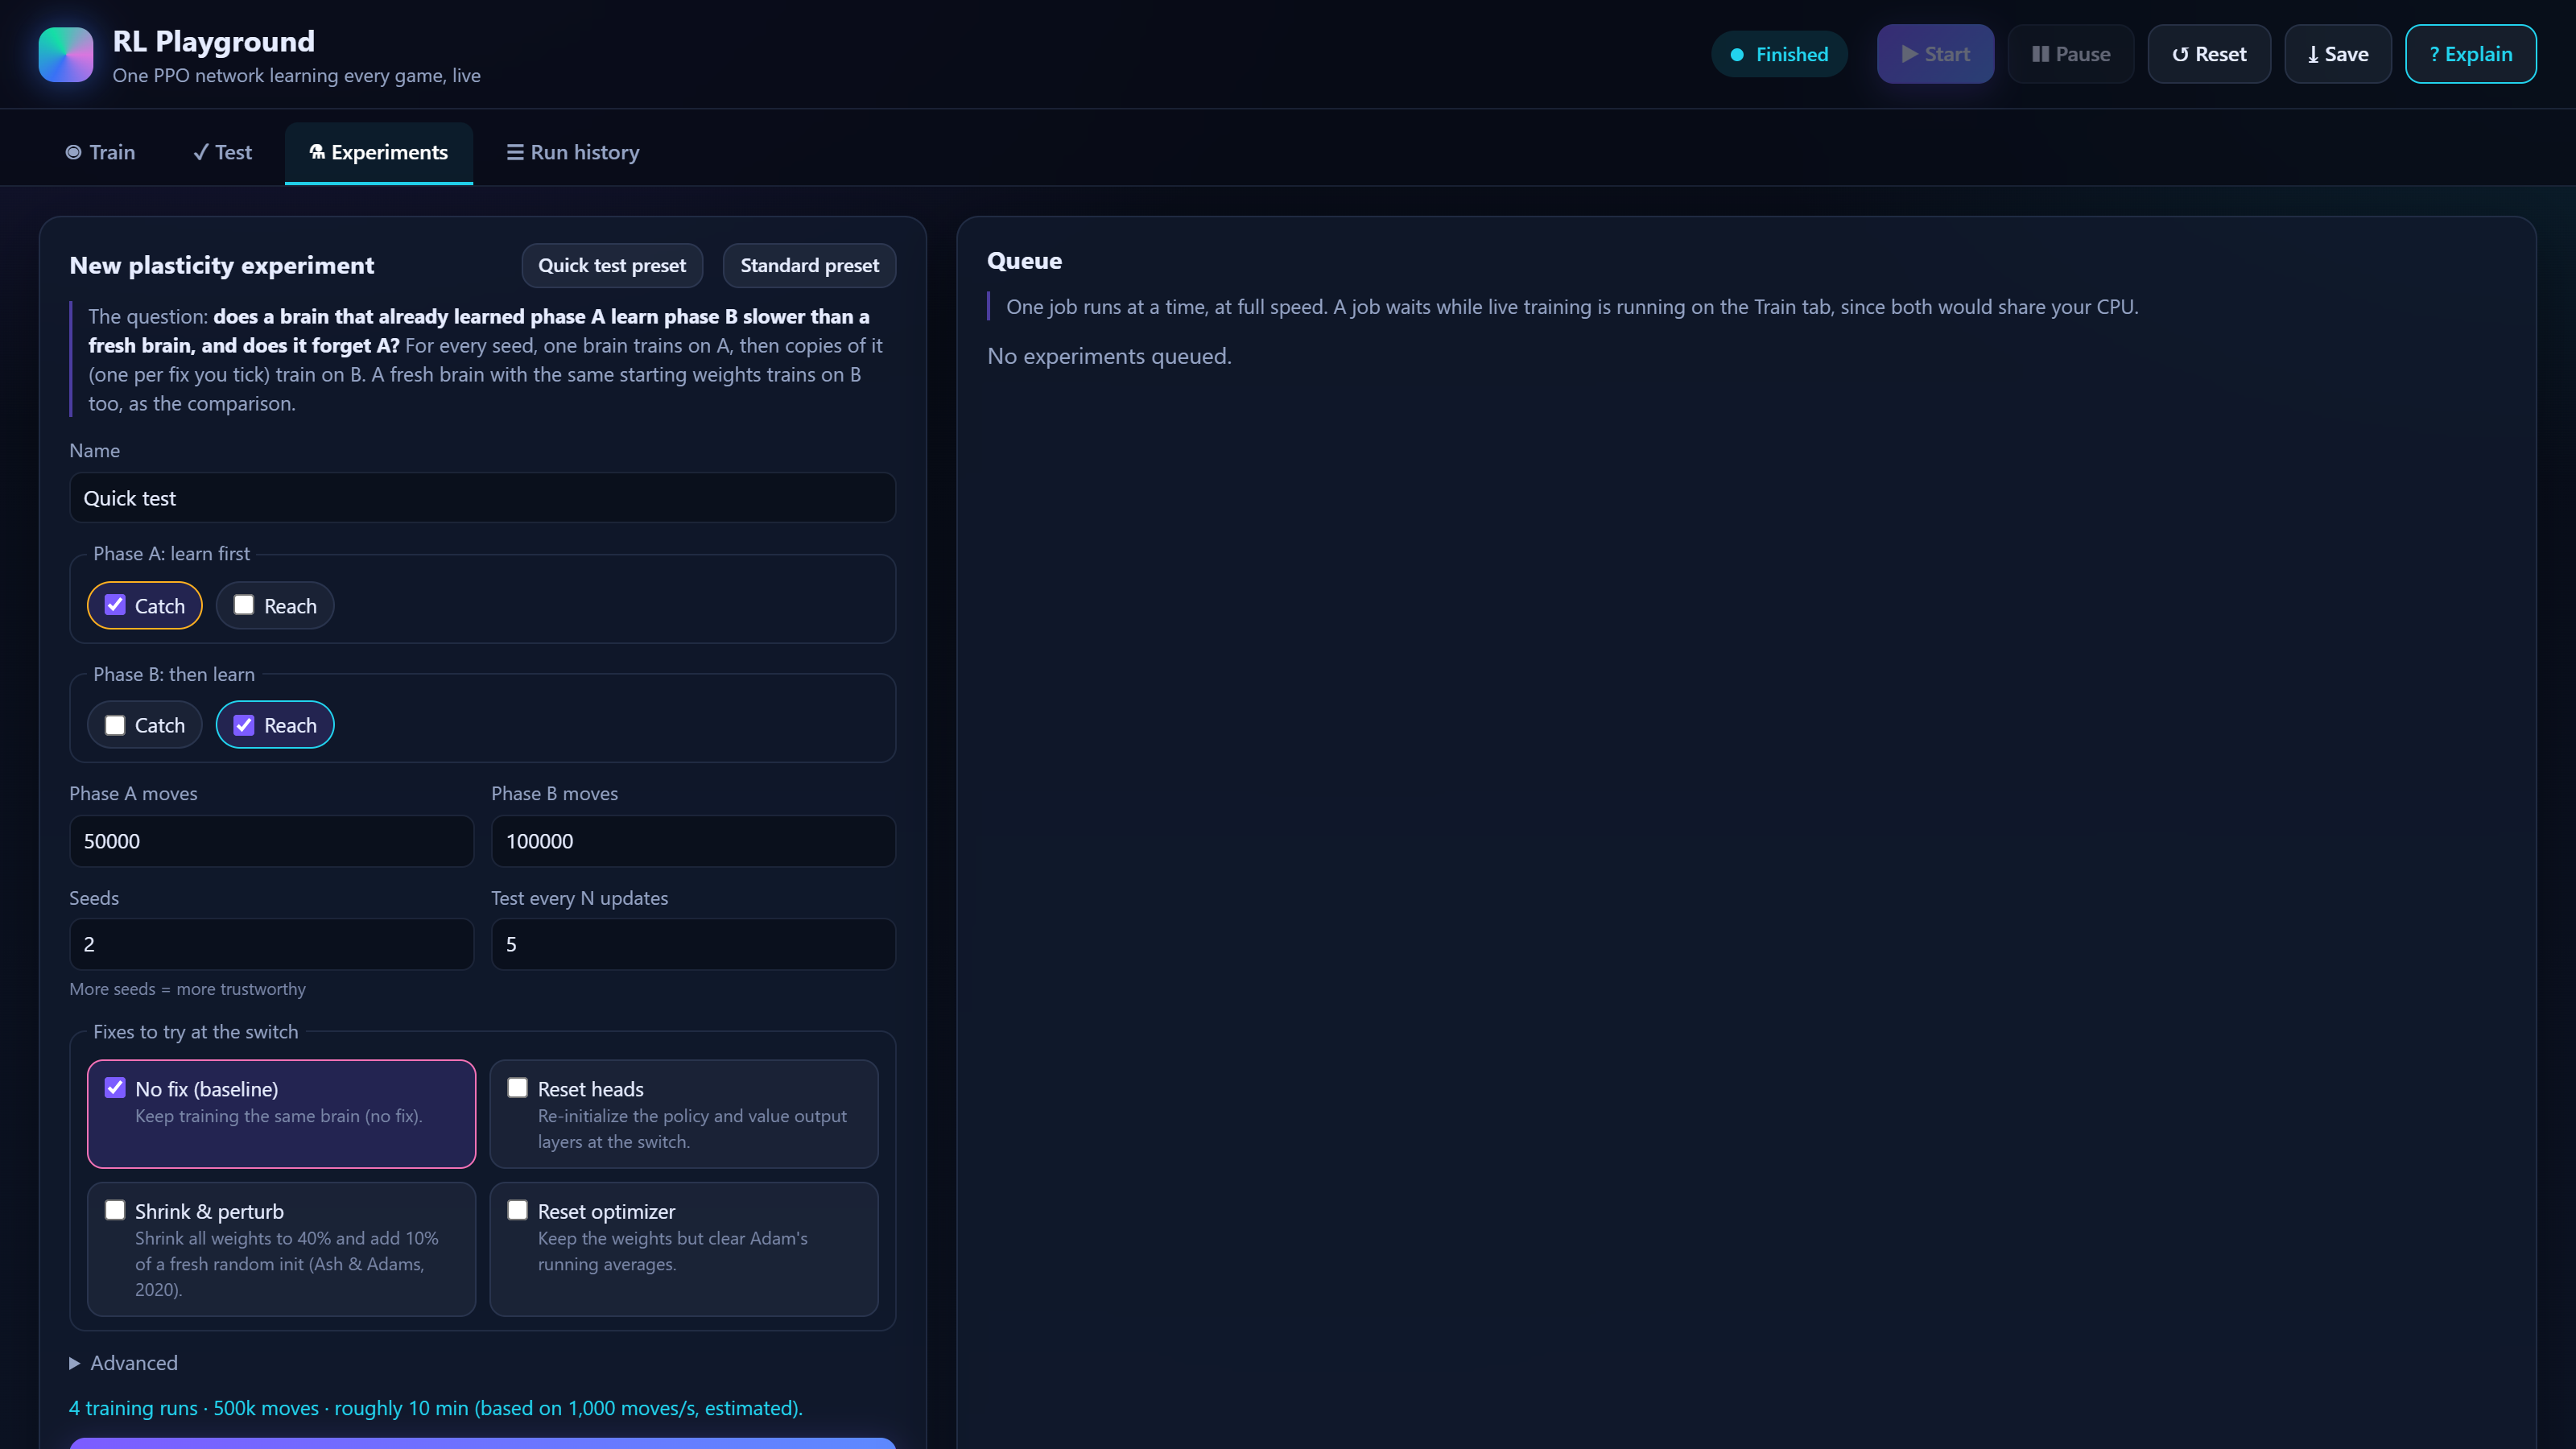 RL Playground
One PPO network learning every game, live
Finished
▶ Start
Pause
↺ Reset
⤓ Save
? Explain
◉ Train
✓ Test
⚗ Experiments
☰ Run history
New plasticity experiment
Quick test preset
Standard preset
The question: does a brain that already learned phase A learn phase B slower than a
fresh brain, and does it forget A? For every seed, one brain trains on A, then copies of it
(one per fix you tick) train on B. A fresh brain with the same starting weights trains on B
too, as the comparison.
Name
Quick test
Phase A: learn first
Catch
Reach
Phase B: then learn
Catch
Reach
Phase A moves
Phase B moves
50000
100000
Seeds
Test every N updates
2
5
More seeds = more trustworthy
Fixes to try at the switch
No fix (baseline)
Keep training the same brain (no fix).
Reset heads
Re-initialize the policy and value output
layers at the switch.
Shrink & perturb
Shrink all weights to 40% and add 10%
of a fresh random init (Ash & Adams,
2020).
Reset optimizer
Keep the weights but clear Adam's
running averages.
▶ Advanced
4 training runs · 500k moves · roughly 10 min (based on 1,000 moves/s, estimated).
Queue
One job runs at a time, at full speed. A job waits while live training is running on the Train tab, since both would share your CPU.
No experiments queued.